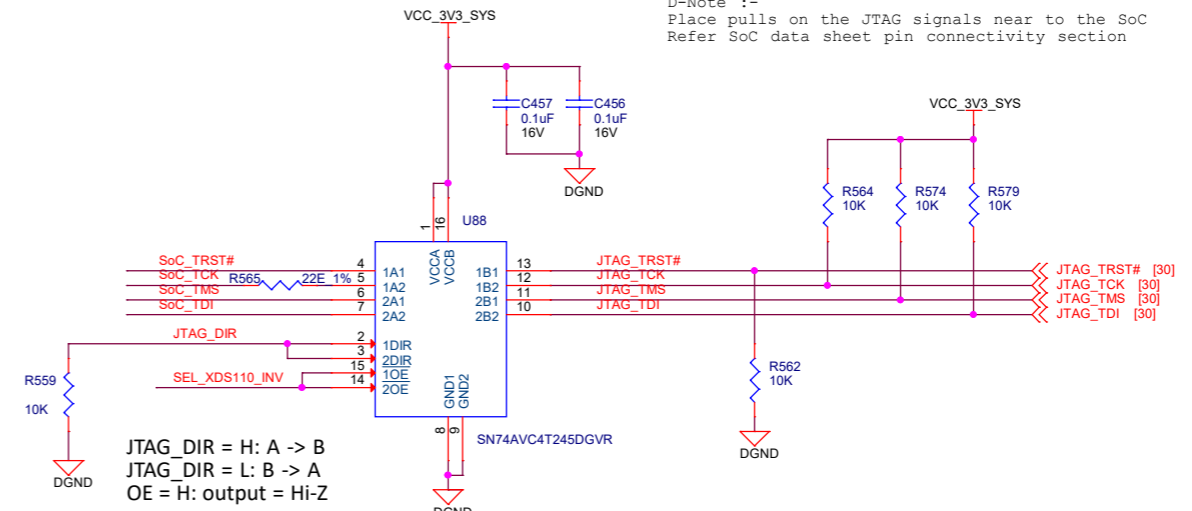 D-Note :-
Place pulls on the JTAG signals near to the SoC
Refer SoC data sheet pin connectivity section
VCC_3V3_SYS
C457
0.1uF
16V
C456
0.1uF
16V
DGND
VCC_3V3_SYS
R564
10K
R574
10K
R579
10K
1
16
U88
VCCA
VCCB
SoC_TRST#
4
1A1
1B1
13
JTAG_TRST#
JTAG_TRST# [30]
SoC_TCK
R565
22E_1%
5
1A2
1B2
12
JTAG_TCK
JTAG_TCK [30]
SoC_TMS
6
2A1
2B1
11
JTAG_TMS
JTAG_TMS [30]
SoC_TDI
7
2A2
2B2
10
JTAG_TDI
JTAG_TDI [30]
JTAG_DIR
2
1DIR
3
2DIR
15
1OE
SEL_XDS110_INV
14
2OE
GND1
GND2
8
9
SN74AVC4T245DGVR
R559
10K
DGND
R562
10K
DGND
JTAG_DIR = H: A -> B
JTAG_DIR = L: B -> A
OE = H: output = Hi-Z
DGND